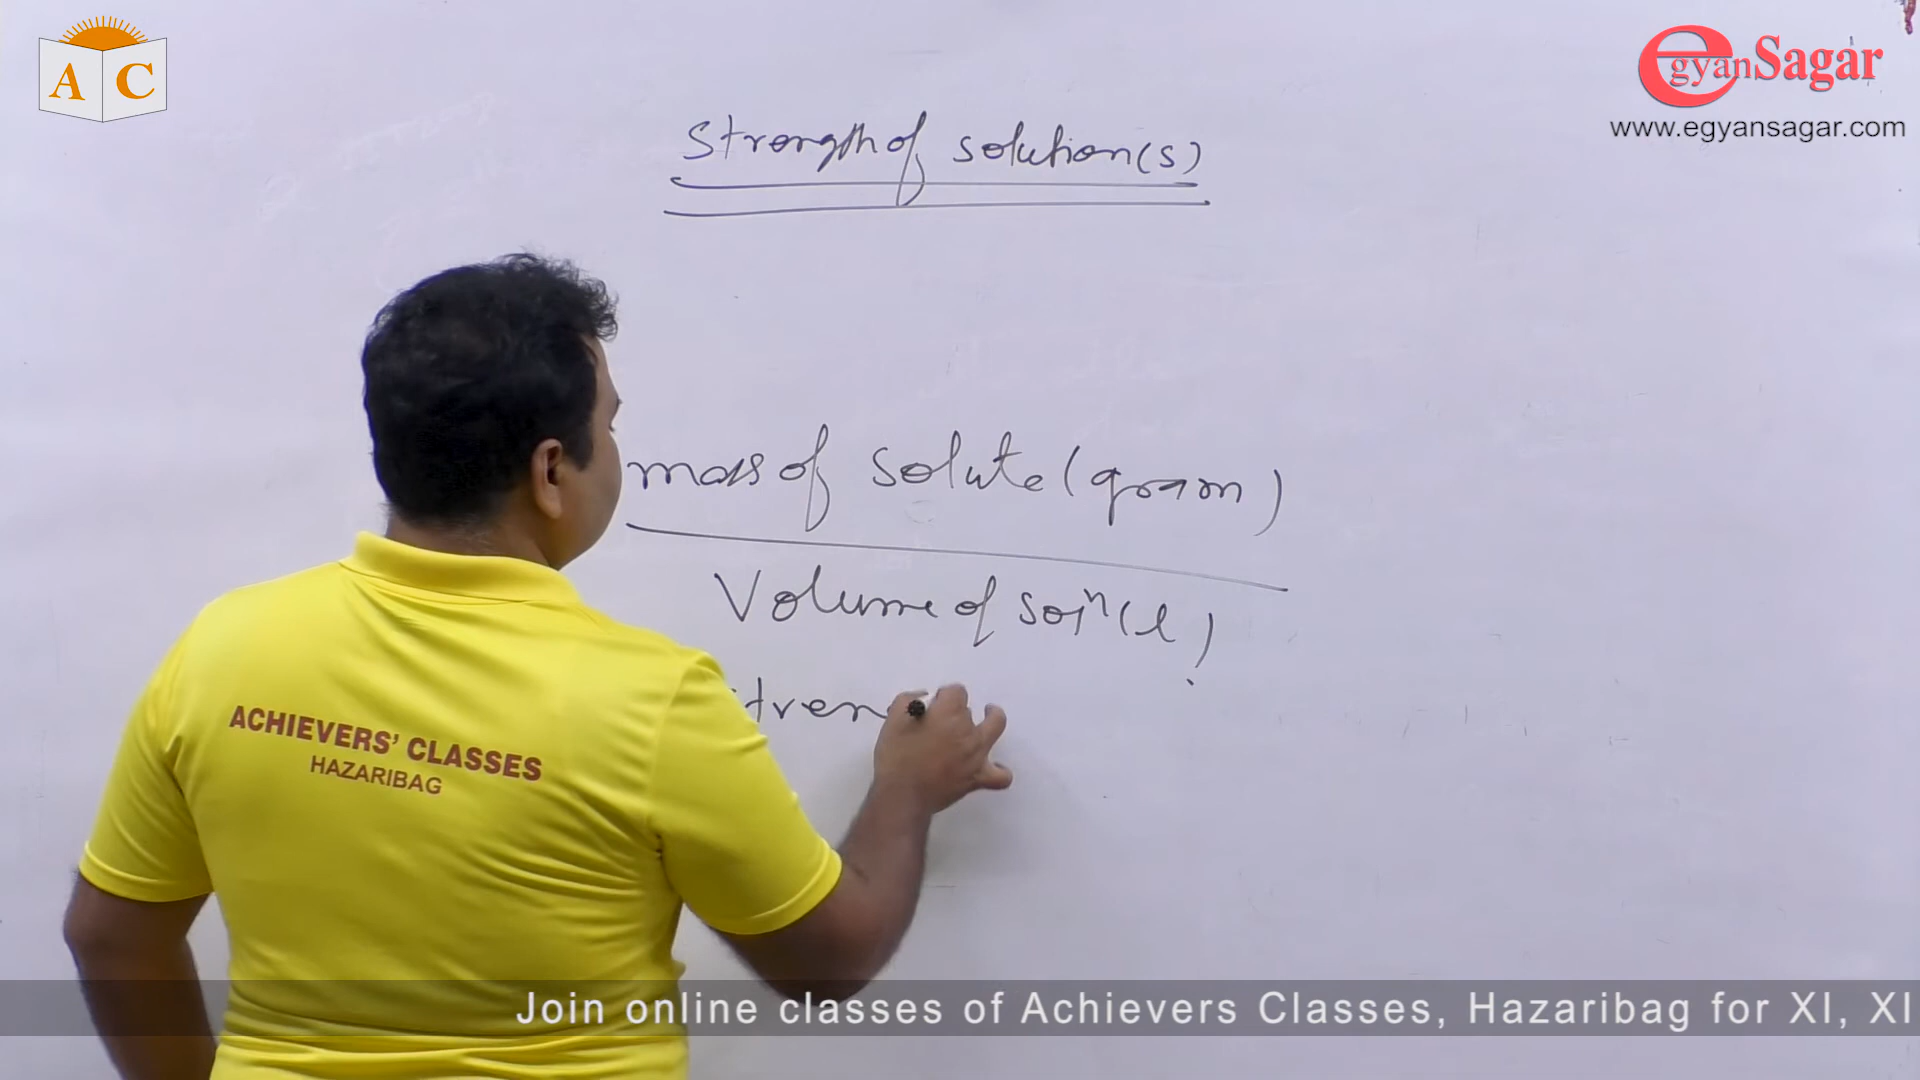 A C
egyanSagar
www.egyansagar.com
Strength of solution(s)
mass of solute (gram)
Volume of solⁿ(l)
stren
ACHIEVERS' CLASSES
HAZARIBAG
Join online classes of Achievers Classes, Hazaribag for XI, XI